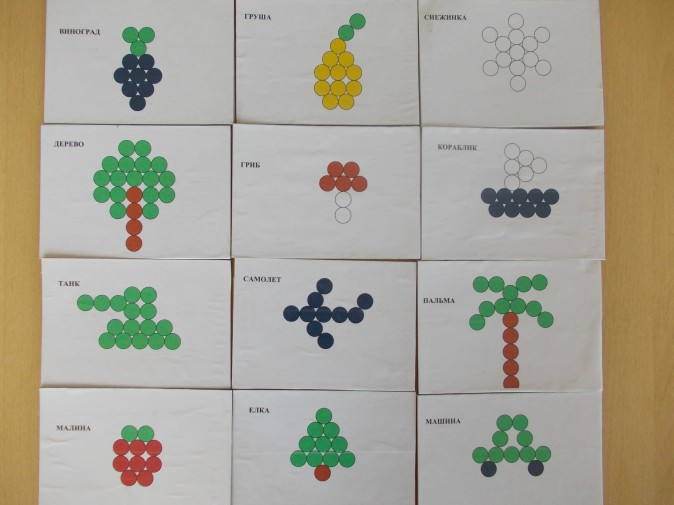 ВИНОГРАД
ГРУША
СНЕЖИНКА
ДЕРЕВО
ГРИБ
КОРАБЛИК
ТАНК
САМОЛЕТ
ПАЛЬМА
МАЛИНА
ЕЛКА
МАШИНА